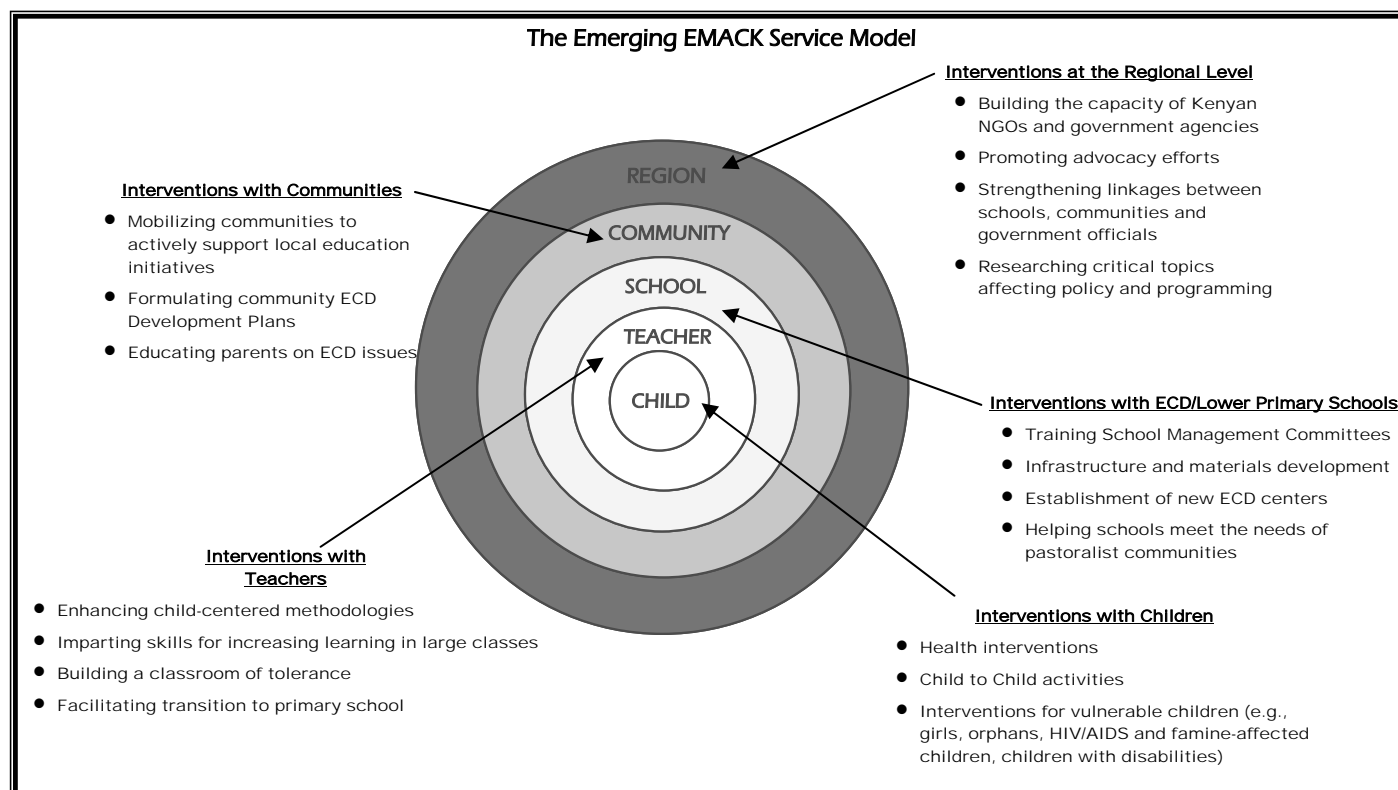 The Emerging EMACK Service Model
Interventions at the Regional Level
● Building the capacity of Kenyan
NGOs and government agencies
● Promoting advocacy efforts
● Strengthening linkages between
schools, communities and
government officials
● Researching critical topics
affecting policy and programming
Interventions with Communities
● Mobilizing communities to
actively support local education
initiatives
● Formulating community ECD
Development Plans
● Educating parents on ECD issues
REGION
COMMUNITY
SCHOOL
TEACHER
CHILD
Interventions with ECD/Lower Primary Schools
● Training School Management Committees
● Infrastructure and materials development
● Establishment of new ECD centers
● Helping schools meet the needs of
pastoralist communities
Interventions with
Teachers
● Enhancing child-centered methodologies
● Imparting skills for increasing learning in large classes
● Building a classroom of tolerance
● Facilitating transition to primary school
Interventions with Children
● Health interventions
● Child to Child activities
● Interventions for vulnerable children (e.g.,
girls, orphans, HIV/AIDS and famine-affected
children, children with disabilities)